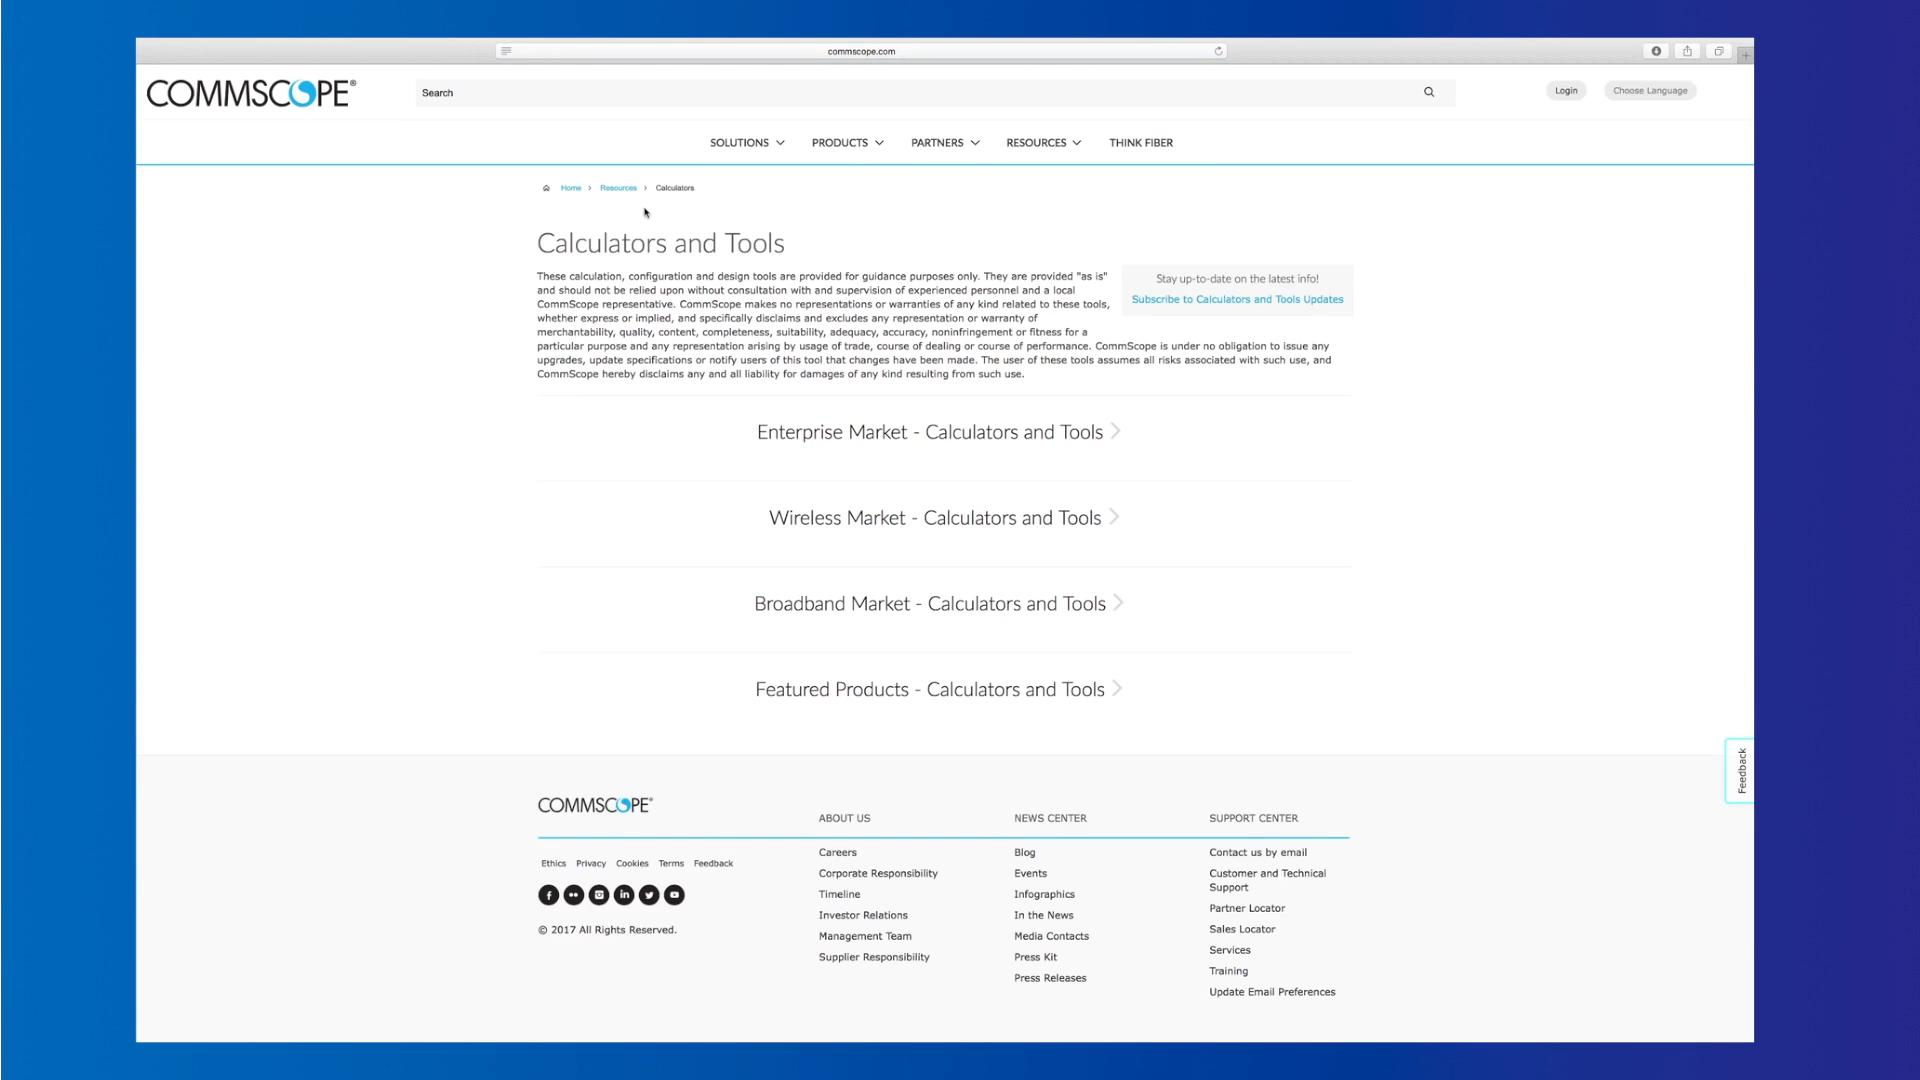 commscope.com
COMMSCOPE®
Search
Login
Choose Language
SOLUTIONS
PRODUCTS
PARTNERS
RESOURCES
THINK FIBER
Home
Resources
Calculators
Calculators and Tools
These calculation, configuration and design tools are provided for guidance purposes only. They are provided "as is"
and should not be relied upon without consultation with and supervision of experienced personnel and a local
CommScope representative. CommScope makes no representations or warranties of any kind related to these tools,
whether express or implied, and specifically disclaims and excludes any representation or warranty of
merchantability, quality, content, completeness, suitability, adequacy, accuracy, noninfringement or fitness for a
particular purpose and any representation arising by usage of trade, course of dealing or course of performance. CommScope is under no obligation to issue any
upgrades, update specifications or notify users of this tool that changes have been made. The user of these tools assumes all risks associated with such use, and
CommScope hereby disclaims any and all liability for damages of any kind resulting from such use.
Stay up-to-date on the latest info!
Subscribe to Calculators and Tools Updates
Enterprise Market - Calculators and Tools
Wireless Market - Calculators and Tools
Broadband Market - Calculators and Tools
Featured Products - Calculators and Tools
Feedback
COMMSCOPE®
Ethics Privacy Cookies Terms Feedback
© 2017 All Rights Reserved.
ABOUT US
Careers
Corporate Responsibility
Timeline
Investor Relations
Management Team
Supplier Responsibility
NEWS CENTER
Blog
Events
Infographics
In the News
Media Contacts
Press Kit
Press Releases
SUPPORT CENTER
Contact us by email
Customer and Technical
Support
Partner Locator
Sales Locator
Services
Training
Update Email Preferences